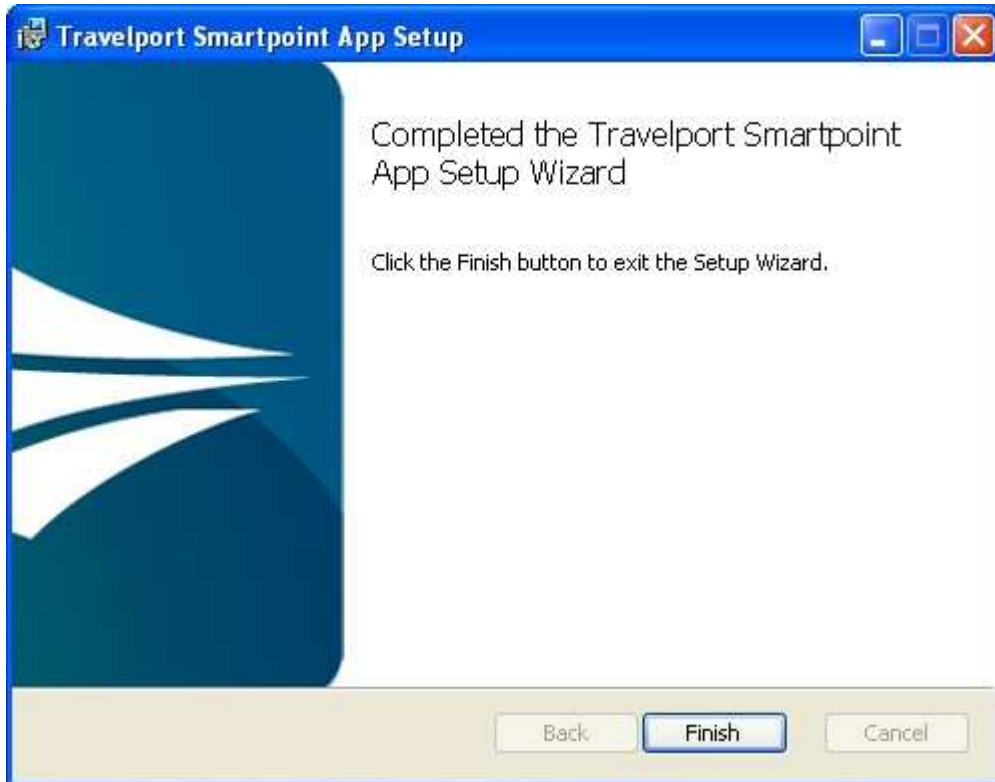 Travelport Smartpoint App Setup
Completed the Travelport Smartpoint
App Setup Wizard
Click the Finish button to exit the Setup Wizard.
Back
Finish
Cancel